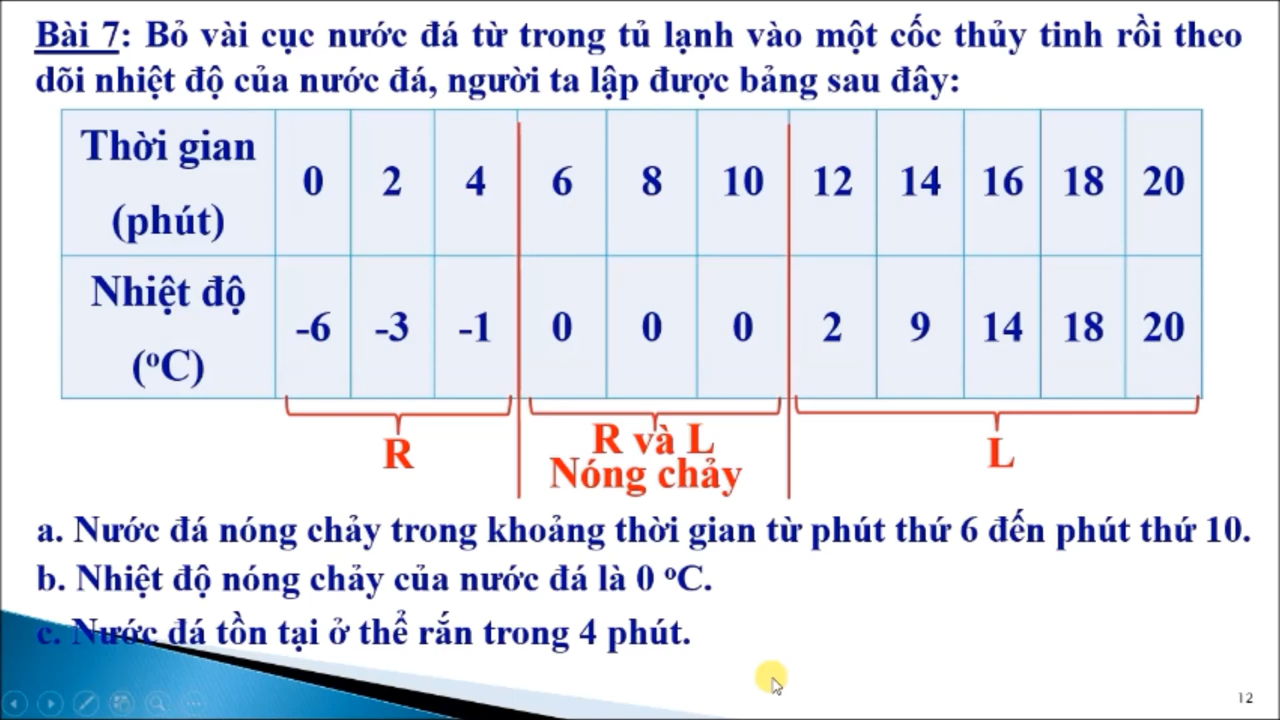 Bài 7: Bỏ vài cục nước đá từ trong tủ lạnh vào một cốc thủy tinh rồi theo
dõi nhiệt độ của nước đá, người ta lập được bảng sau đây:
Thời gian (phút) 0 2 4 6 8 10 12 14 16 18 20
Nhiệt độ (ºC) -6 -3 -1 0 0 0 2 9 14 18 20
R R và L L
Nóng chảy
a. Nước đá nóng chảy trong khoảng thời gian từ phút thứ 6 đến phút thứ 10.
b. Nhiệt độ nóng chảy của nước đá là 0 ºC.
c. Nước đá tồn tại ở thể rắn trong 4 phút.
12